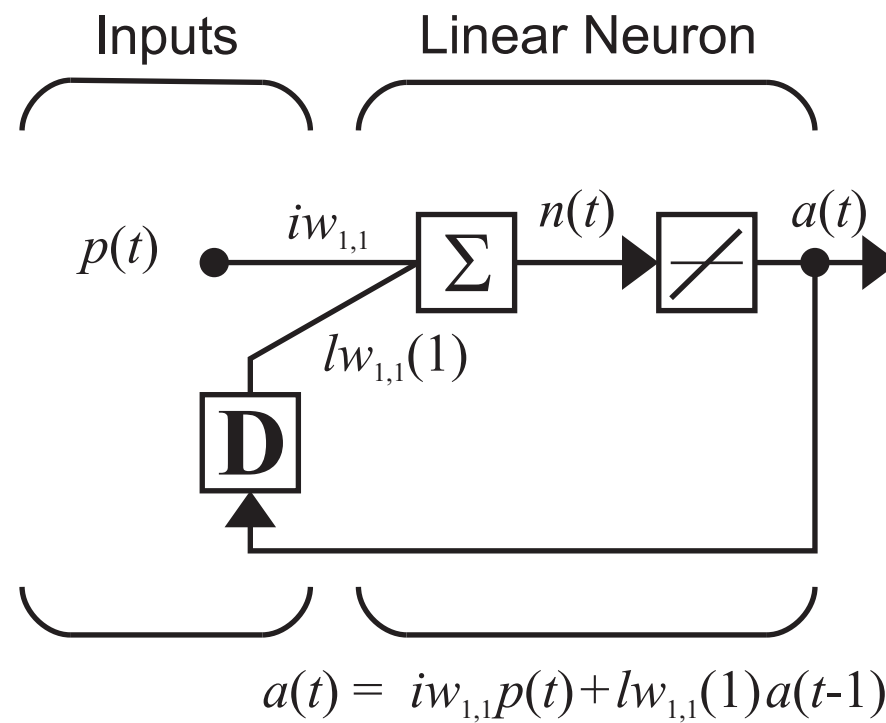 Inputs Linear Neuron
p(t) iw₁,₁ Σ n(t) a(t)
lw₁,₁(1)
D
a(t) = iw₁,₁p(t)+lw₁,₁(1)a(t-1)